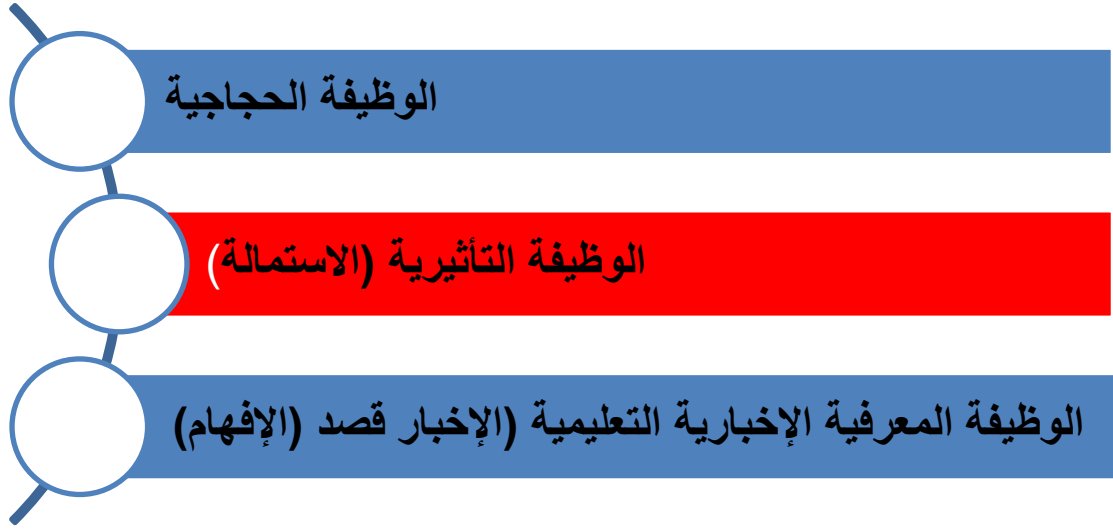 الوظيفة الحجاجية
الوظيفة التأثيرية (الاستمالة)
الوظيفة المعرفية الإخبارية التعليمية (الإخبار قصد (الإفهام)